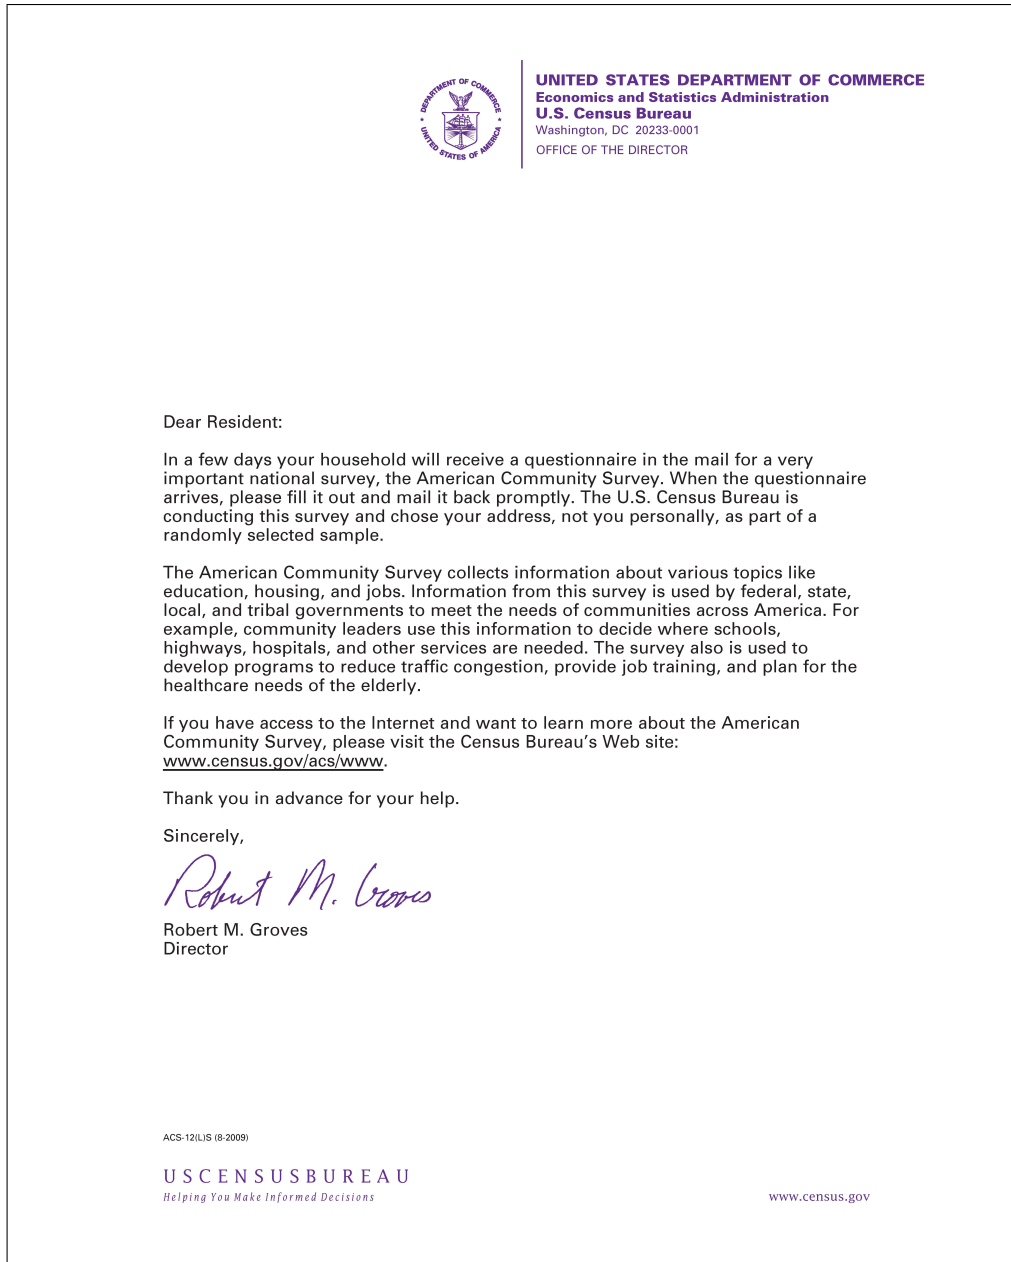 DEPARTMENT OF COMMERCE
UNITED STATES OF AMERICA
UNITED STATES DEPARTMENT OF COMMERCE
Economics and Statistics Administration
U.S. Census Bureau
Washington, DC 20233-0001
OFFICE OF THE DIRECTOR
Dear Resident:
In a few days your household will receive a questionnaire in the mail for a very
important national survey, the American Community Survey. When the questionnaire
arrives, please fill it out and mail it back promptly. The U.S. Census Bureau is
conducting this survey and chose your address, not you personally, as part of a
randomly selected sample.
The American Community Survey collects information about various topics like
education, housing, and jobs. Information from this survey is used by federal, state,
local, and tribal governments to meet the needs of communities across America. For
example, community leaders use this information to decide where schools,
highways, hospitals, and other services are needed. The survey also is used to
develop programs to reduce traffic congestion, provide job training, and plan for the
healthcare needs of the elderly.
If you have access to the Internet and want to learn more about the American
Community Survey, please visit the Census Bureau’s Web site:
www.census.gov/acs/www.
Thank you in advance for your help.
Sincerely,
Robert M. Groves
Robert M. Groves
Director
ACS-12(L)S (8-2009)
USCENSUSBUREAU
Helping You Make Informed Decisions
www.census.gov